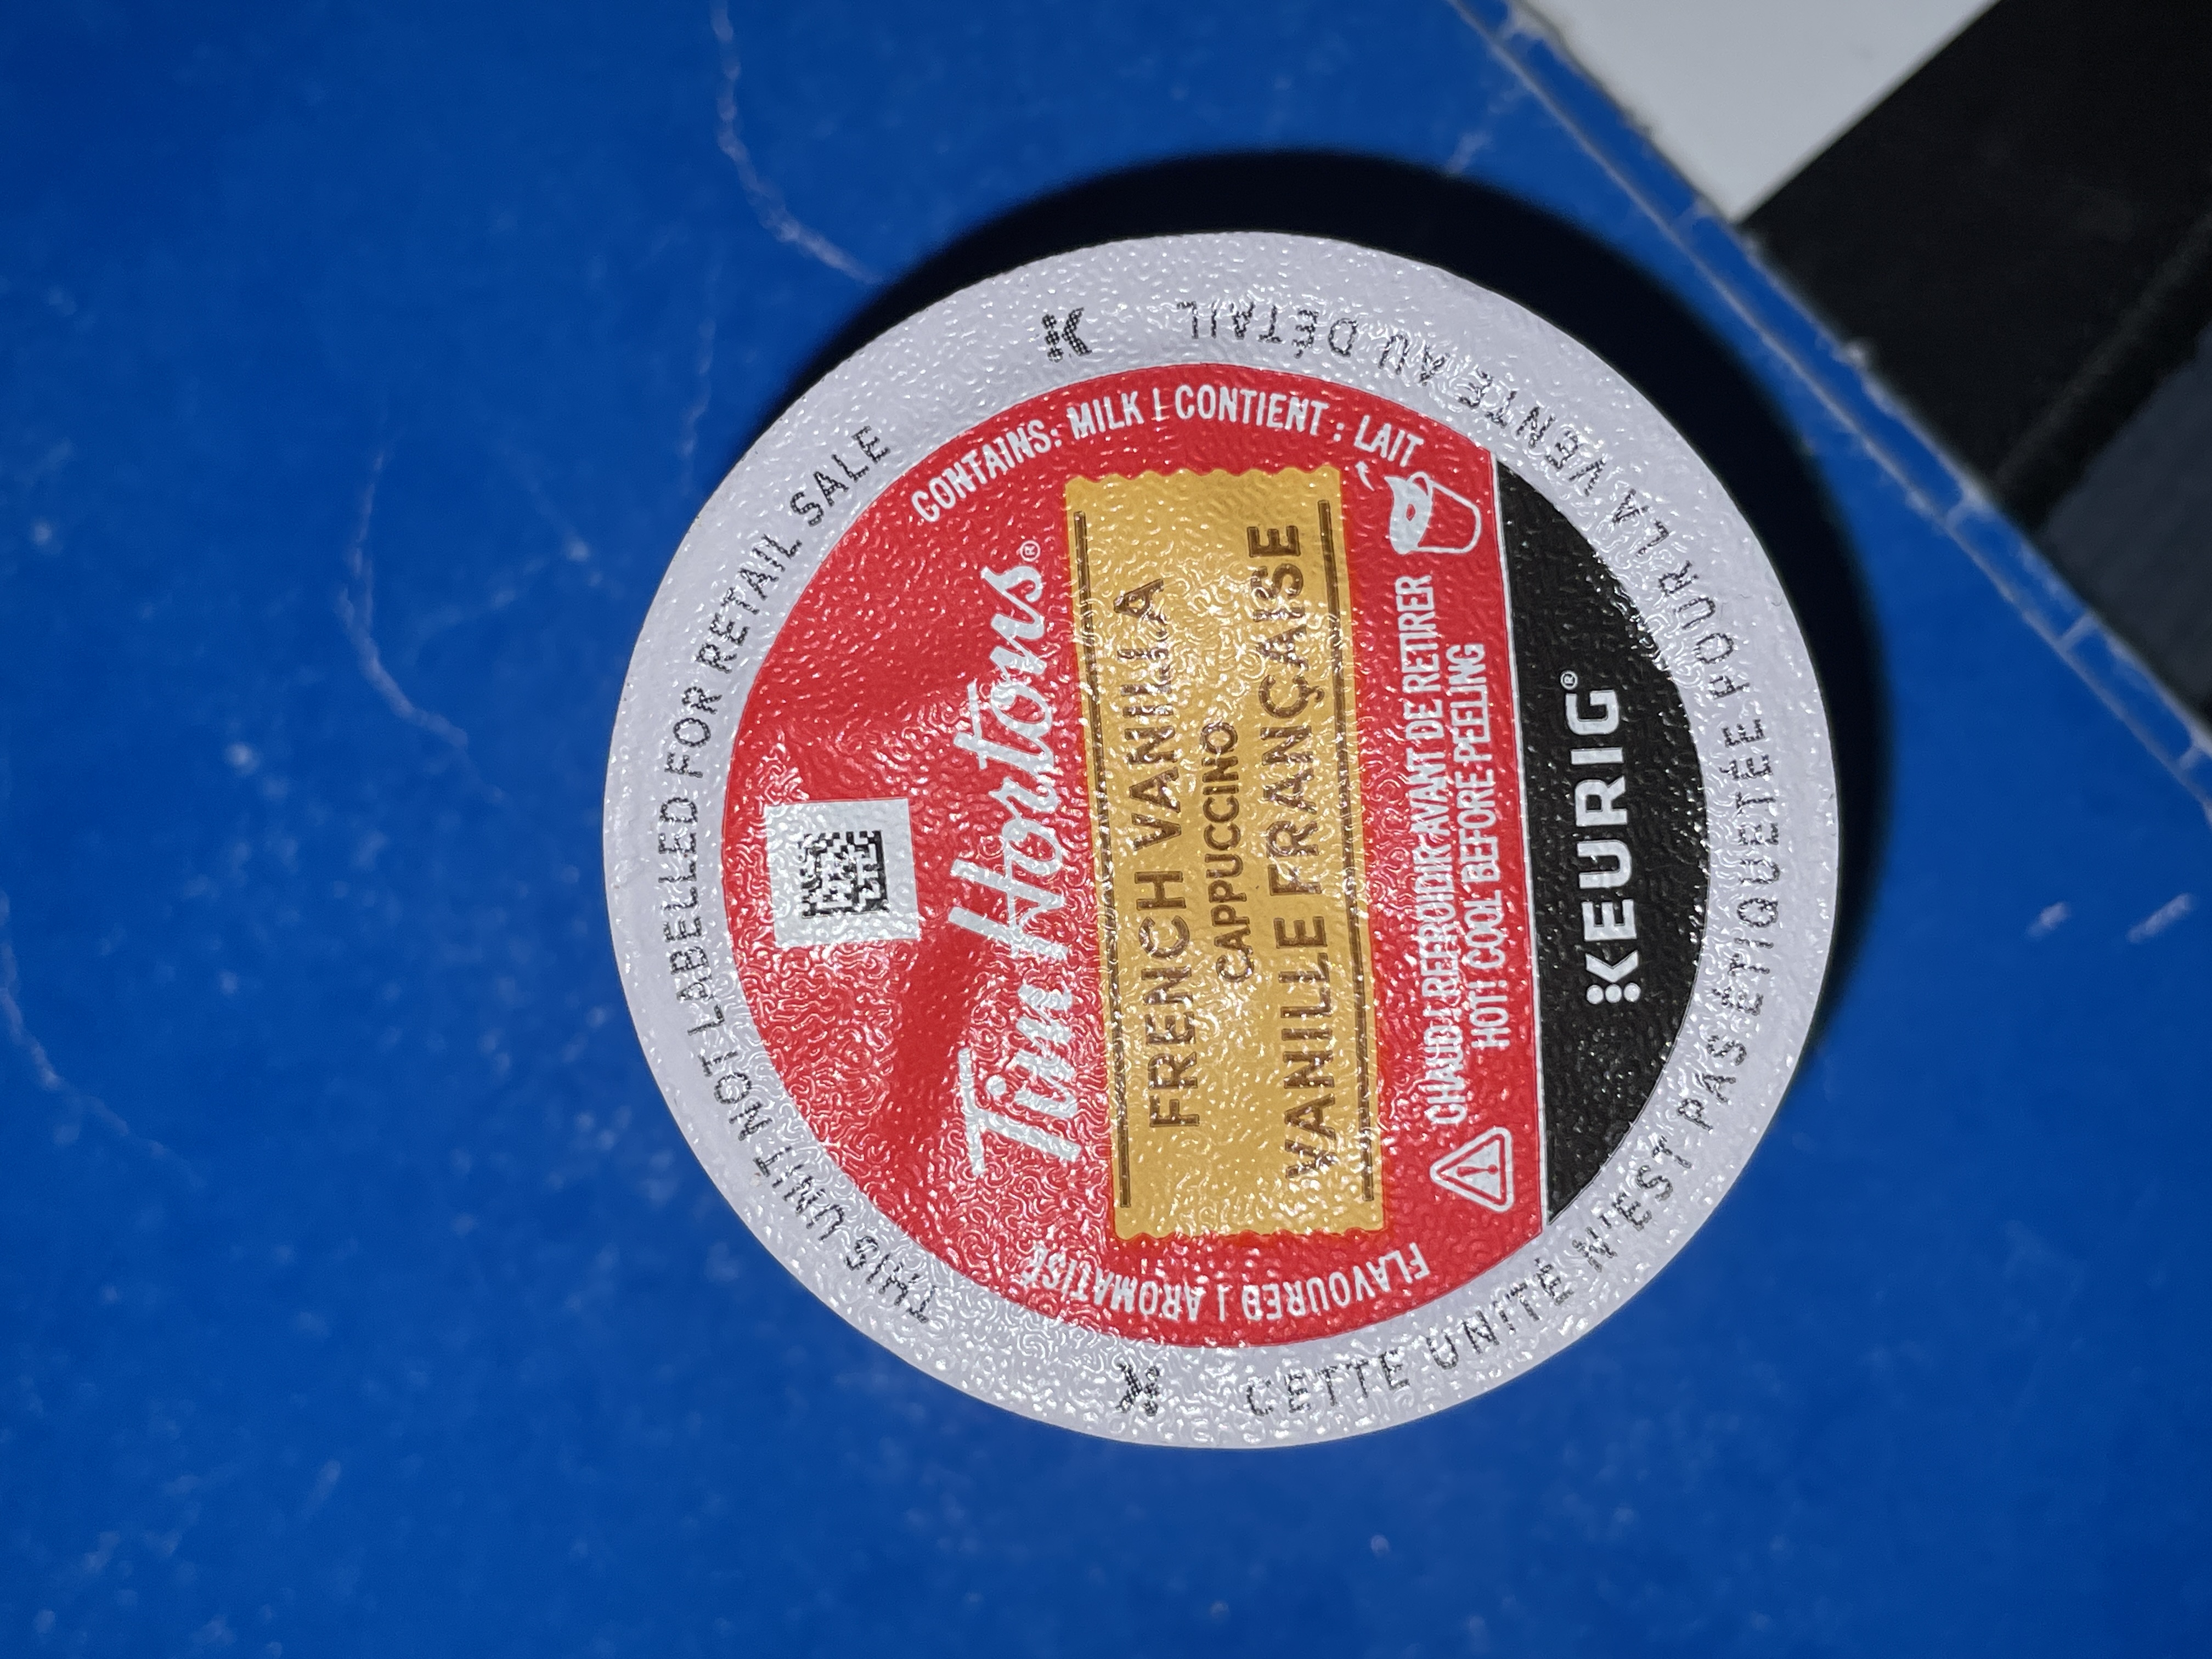 THIS UNIT NOT LABELLED FOR RETAIL SALE
K
CONTAINS: MILK | CONTIENT : LAIT
Tim Hortons®
FRENCH VANILLA
CAPPUCCINO
VANILLE FRANÇAISE
CHAUD! REFROIDIR AVANT DE RETIRER
HOT! COOL BEFORE PEELING
FLAVOURED | AROMATISÉ
KEURIG®
K
CETTE UNITÉ N'EST PAS ÉTIQUETÉE POUR LA VENTE AU DÉTAIL